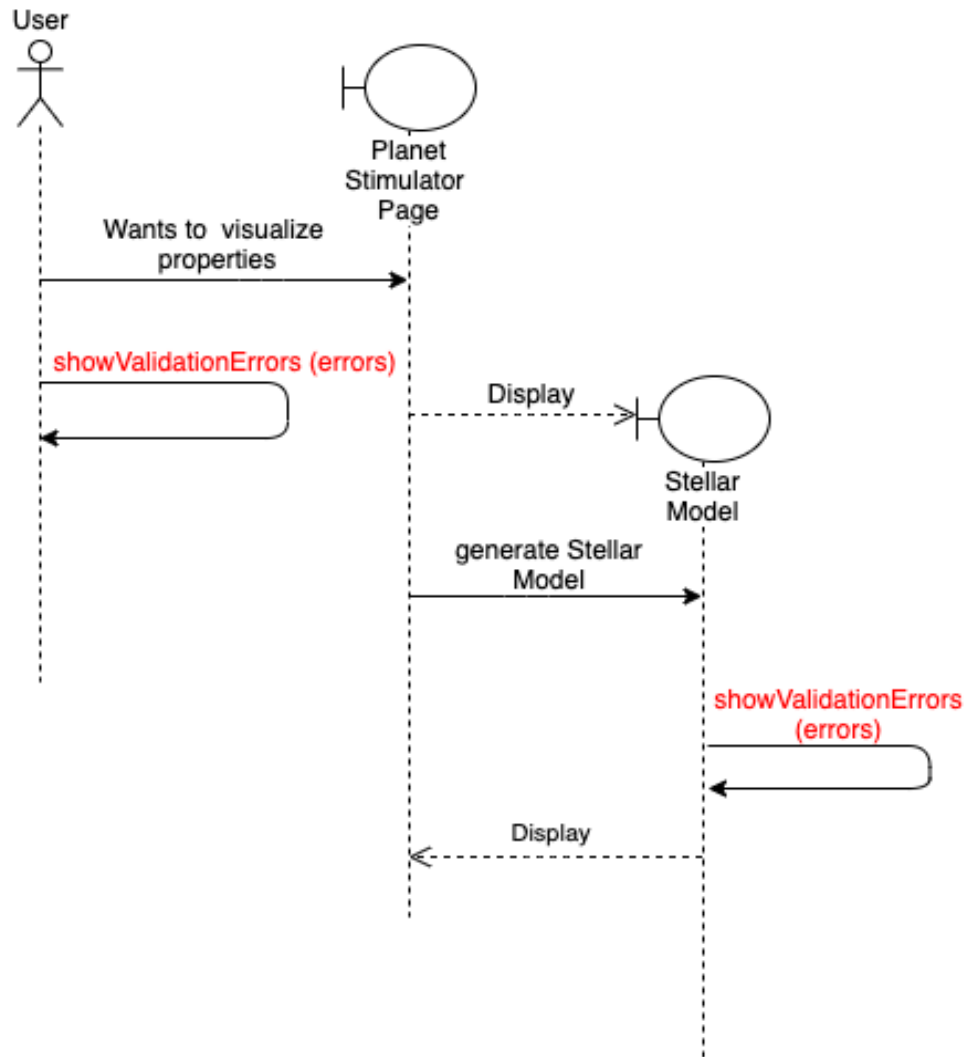 User
Planet
Stimulator
Page
Wants to visualize
properties
showValidationErrors (errors)
Display
Stellar
Model
generate Stellar
Model
showValidationErrors
(errors)
Display